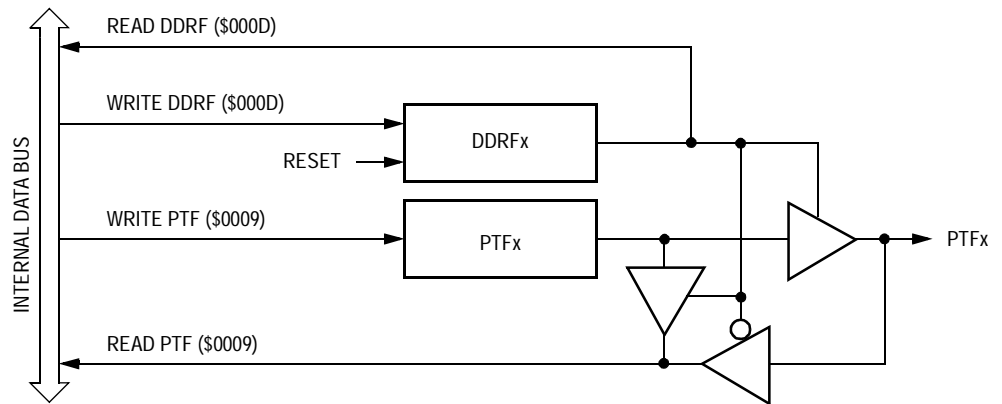 READ DDRF ($000D)
WRITE DDRF ($000D)
DDRFx
RESET
INTERNAL DATA BUS
WRITE PTF ($0009)
PTFx
PTFx
READ PTF ($0009)